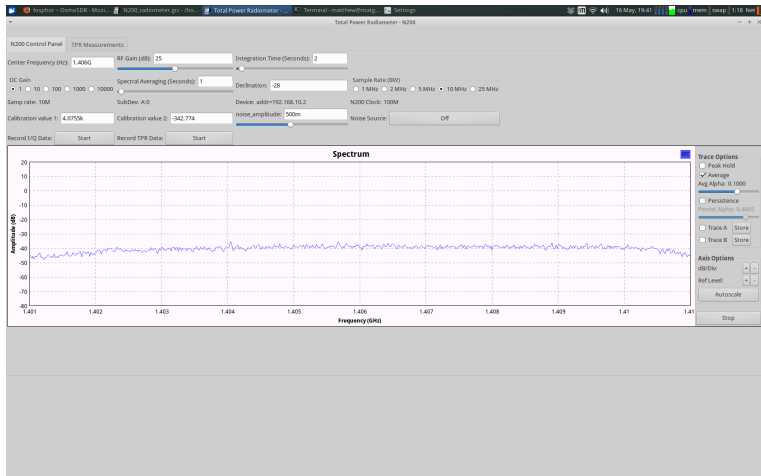 fosphor – OsmoSDR - Mozi... N200_radiometer.grc - /ho... Total Power Radiometer - ... Terminal - matthew@matg... Settings 16 May, 19:41 cpu mem swap 1:18 Net
Total Power Radiometer - N200
N200 Control Panel TPR Measurements
Center Frequency (Hz): 1.406G RF Gain (dB): 25 Integration Time (Seconds): 2
DC Gain Spectral Averaging (Seconds): 1 Declination: -28 Sample Rate (BW)
1 10 100 1000 10000 1 MHz 2 MHz 5 MHz 10 MHz 25 MHz
Samp rate: 10M SubDev: A:0 Device: addr=192.168.10.2 N200 Clock: 100M
Calibration value 1: 4.0755k Calibration value 2: -342.774 noise_amplitude: 500m Noise Source: Off
Record I/Q Data: Start Record TPR Data: Start
Spectrum
FFT
Trace Options
Peak Hold
Average
Avg Alpha: 0.1000
Persistence
Trace A Store
Trace B Store
Axis Options
dB/Div: + -
Ref Level: + -
Autoscale
Stop
Amplitude (dB)
20
10
0
-10
-20
-30
-40
-50
-60
-70
-80
1.401 1.402 1.403 1.404 1.405 1.406 1.407 1.408 1.409 1.41 1.41
Frequency (GHz)